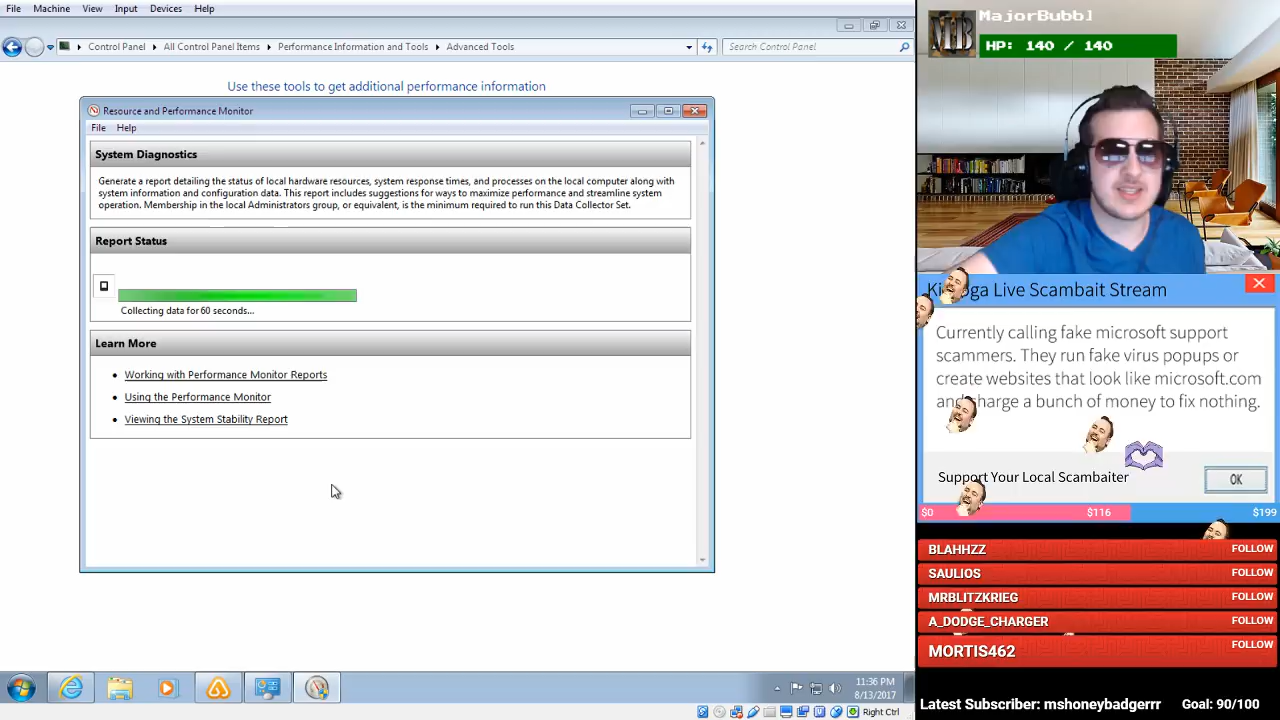 File Machine View Input Devices Help
Control Panel All Control Panel Items Performance Information and Tools Advanced Tools Search Control Panel
Use these tools to get additional performance information
Resource and Performance Monitor
File Help
System Diagnostics
Generate a report detailing the status of local hardware resources, system response times, and processes on the local computer along with
system information and configuration data. This report includes suggestions for ways to maximize performance and streamline system
operation. Membership in the local Administrators group, or equivalent, is the minimum required to run this Data Collector Set.
Report Status
Collecting data for 60 seconds...
Learn More
Working with Performance Monitor Reports
Using the Performance Monitor
Viewing the System Stability Report
11:36 PM
8/13/2017
Right Ctrl
MB
MajorBubbl
HP: 140 / 140
Live Scambait Stream
Currently calling fake microsoft support
scammers. They run fake virus popups or
create websites that look like microsoft.com
and charge a bunch of money to fix nothing.
Support Your Local Scambaiter
OK
$0 $116 $199
BLAHHZZ FOLLOW
SAULIOS FOLLOW
MRBLITZKRIEG FOLLOW
A_DODGE_CHARGER FOLLOW
MORTIS462 FOLLOW
Latest Subscriber: mshoneybadgerrr Goal: 90/100